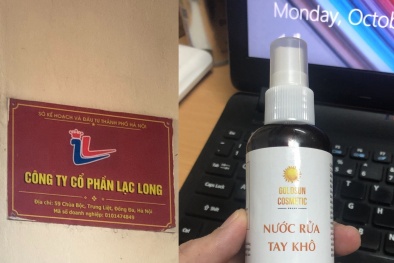 SỞ KẾ HOẠCH VÀ ĐẦU TƯ THÀNH PHỐ HÀ NỘI
CÔNG TY CỔ PHẦN LẠC LONG
Địa chỉ: 59 Chùa Bộc, Trung Liệt, Đống Đa, Hà Nội
Mã số doanh nghiệp: 0101474849
Monday, Octob
GOLDSUN
COSMETIC
NƯỚC RỬA
TAY KHÔ